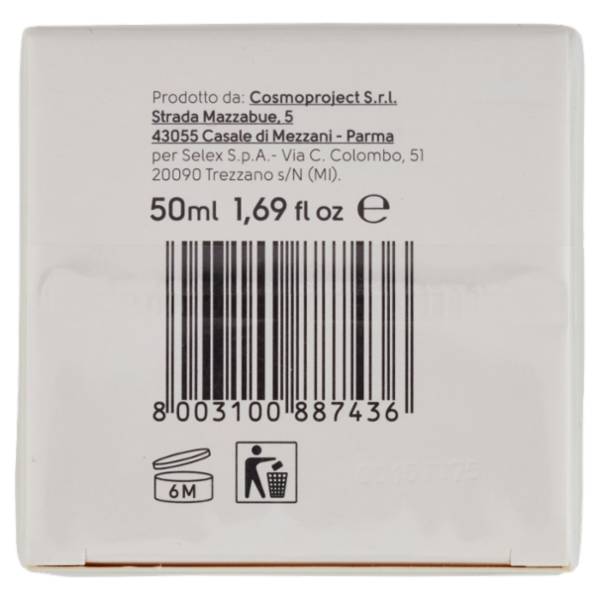 Prodotto da: Cosmoproject S.r.l.
Strada Mazzabue, 5
43055 Casale di Mezzani - Parma
per Selex S.p.A.- Via C. Colombo, 51
20090 Trezzano s/N (MI).
50ml 1,69 fl oz ℮
8 003100 887436
6M